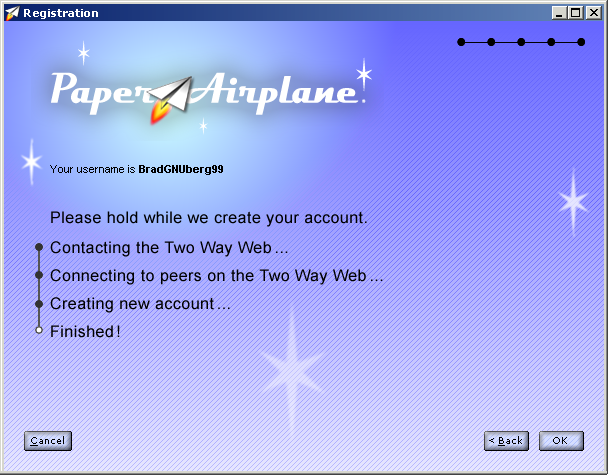 Registration
Paper Airplane.
Your username is BradGNUberg99
Please hold while we create your account.
Contacting the Two Way Web ...
Connecting to peers on the Two Way Web ...
Creating new account ...
Finished!
Cancel
< Back
OK